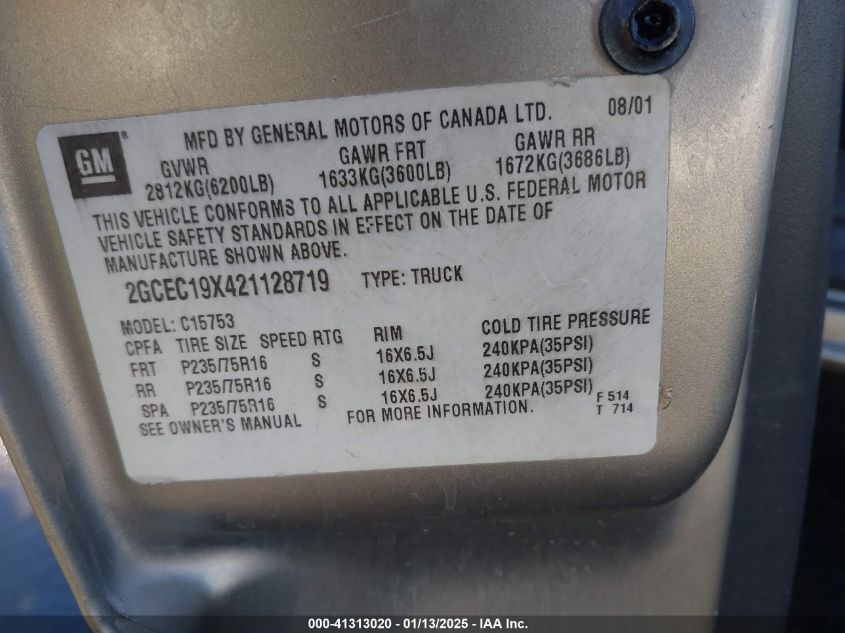 08/01
MFD BY GENERAL MOTORS OF CANADA LTD.
GM®
GVWR GAWR FRT GAWR RR
2812KG(6200LB) 1633KG(3600LB) 1672KG(3686LB)
THIS VEHICLE CONFORMS TO ALL APPLICABLE U.S. FEDERAL MOTOR
VEHICLE SAFETY STANDARDS IN EFFECT ON THE DATE OF
MANUFACTURE SHOWN ABOVE.
2GCEC19X421128719 TYPE: TRUCK
MODEL: C15753
CPFA TIRE SIZE SPEED RTG RIM COLD TIRE PRESSURE
FRT P235/75R16 S 16X6.5J 240KPA(35PSI)
RR P235/75R16 S 16X6.5J 240KPA(35PSI)
SPA P235/75R16 S 16X6.5J 240KPA(35PSI)
SEE OWNER'S MANUAL FOR MORE INFORMATION.
F 514
T 714
000-41313020 / 01/13/2025 - IAA Inc.